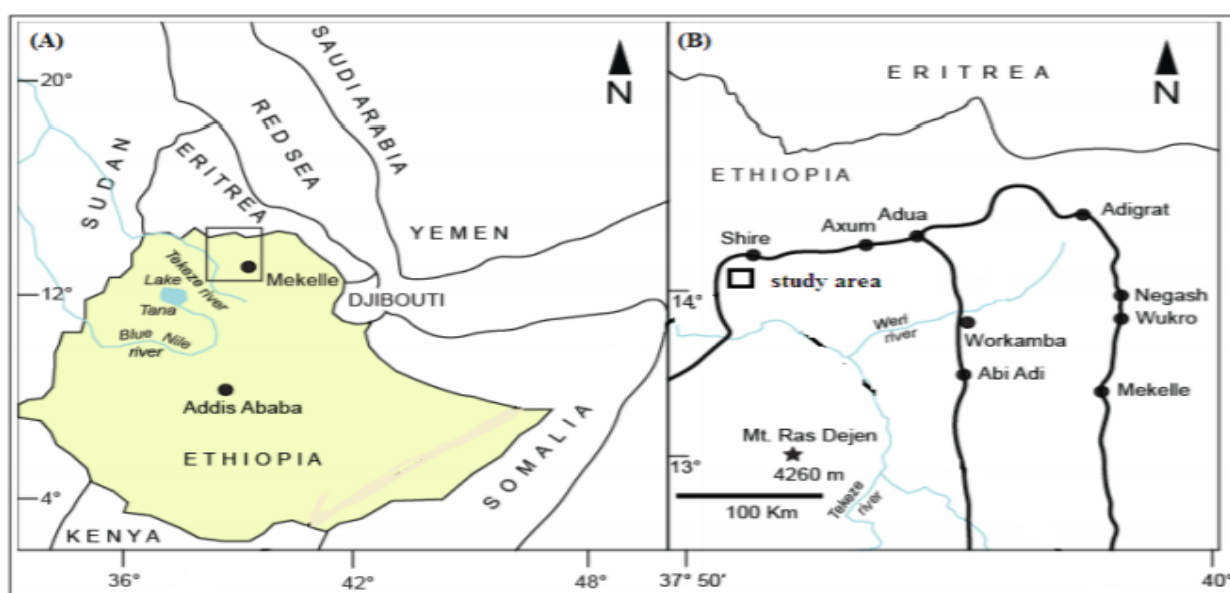 (A)
20°
12°
4°
SUDAN
ERITREA
RED SEA
SAUDI ARABIA
N
YEMEN
Tekeze river
Mekelle
DJIBOUTI
Lake
Tana
Blue Nile
river
Addis Ababa
ETHIOPIA
SOMALIA
KENYA
36°
42°
48°
(B)
ERITREA
N
ETHIOPIA
Shire
Axum
Adua
Adigrat
study area
14°
Negash
Wukro
Weri
river
Workamba
Abi Adi
Mekelle
Mt. Ras Dejen
4260 m
13°
100 Km
Tekeze
river
37° 50'
40°